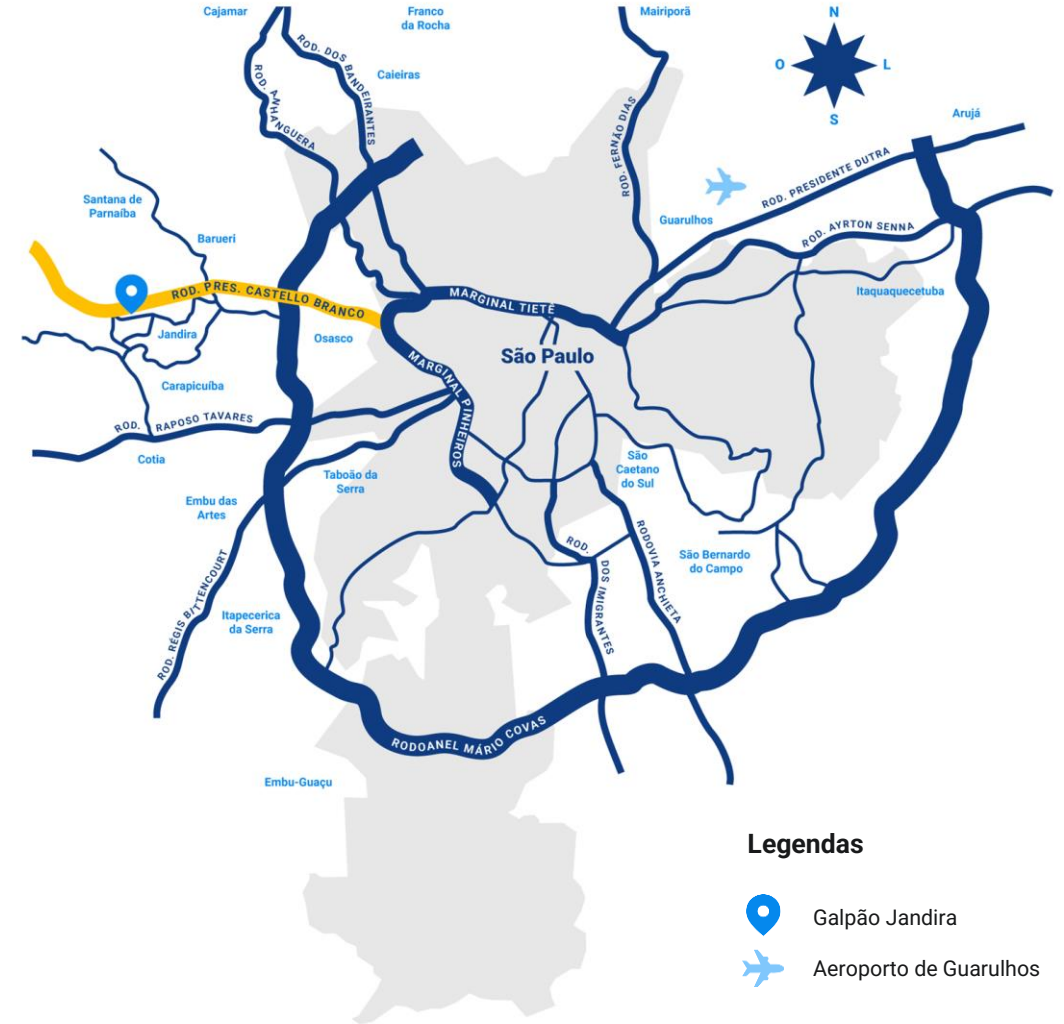 Cajamar
Franco
da Rocha
Mairiporã
N
O
L
S
ROD. DOS BANDEIRANTES
Caieiras
ROD. ANHANGUERA
ROD. FERNÃO DIAS
Arujá
ROD. PRESIDENTE DUTRA
Santana de
Parnaíba
Guarulhos
Barueri
ROD. AYRTON SENNA
ROD. PRES. CASTELLO BRANCO
MARGINAL TIETÊ
Itaquaquecetuba
Jandira
Osasco
São Paulo
MARGINAL PINHEIROS
Carapicuíba
ROD. RAPOSO TAVARES
Cotia
Taboão da
Serra
São
Caetano
do Sul
Embu das
Artes
ROD. DOS IMIGRANTES
RODOVIA ANCHIETA
São Bernardo
do Campo
ROD. RÉGIS BITTENCOURT
Itapecerica
da Serra
RODOANEL MÁRIO COVAS
Embu-Guaçu
Legendas
Galpão Jandira
Aeroporto de Guarulhos